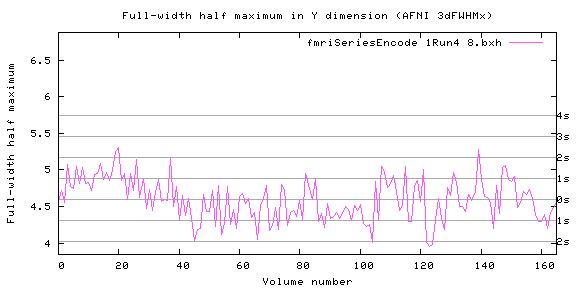 Full-width half maximum in Y dimension (AFNI 3dFWHMx)
fmriSeriesEncode 1Run4 8.bxh
Full-width half maximum
6.5
6
5.5
5
4.5
4
4s
3s
2s
1s
0s
1s
2s
0 20 40 60 80 100 120 140 160
Volume number